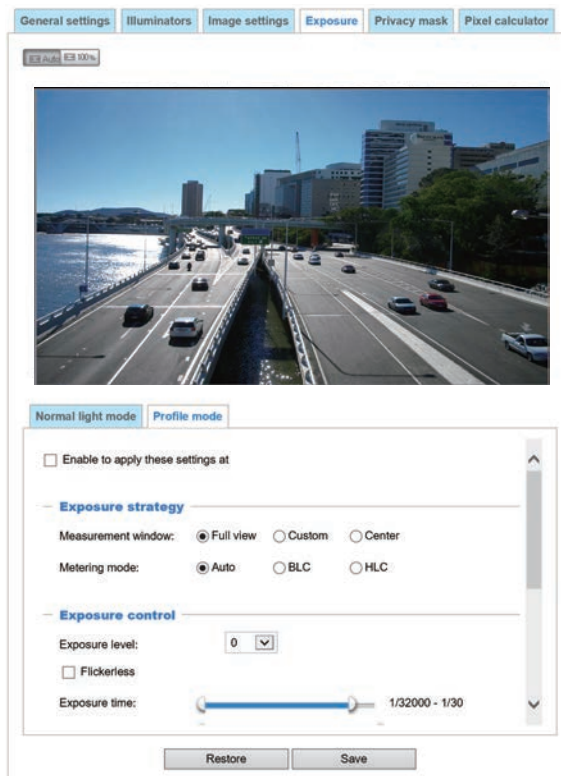 General settings Illuminators Image settings Exposure Privacy mask Pixel calculator
Auto 100%
Normal light mode Profile mode
Enable to apply these settings at
Exposure strategy
Measurement window: Full view Custom Center
Metering mode: Auto BLC HLC
Exposure control
Exposure level: 0
Flickerless
Exposure time: 1/32000 - 1/30
Restore Save